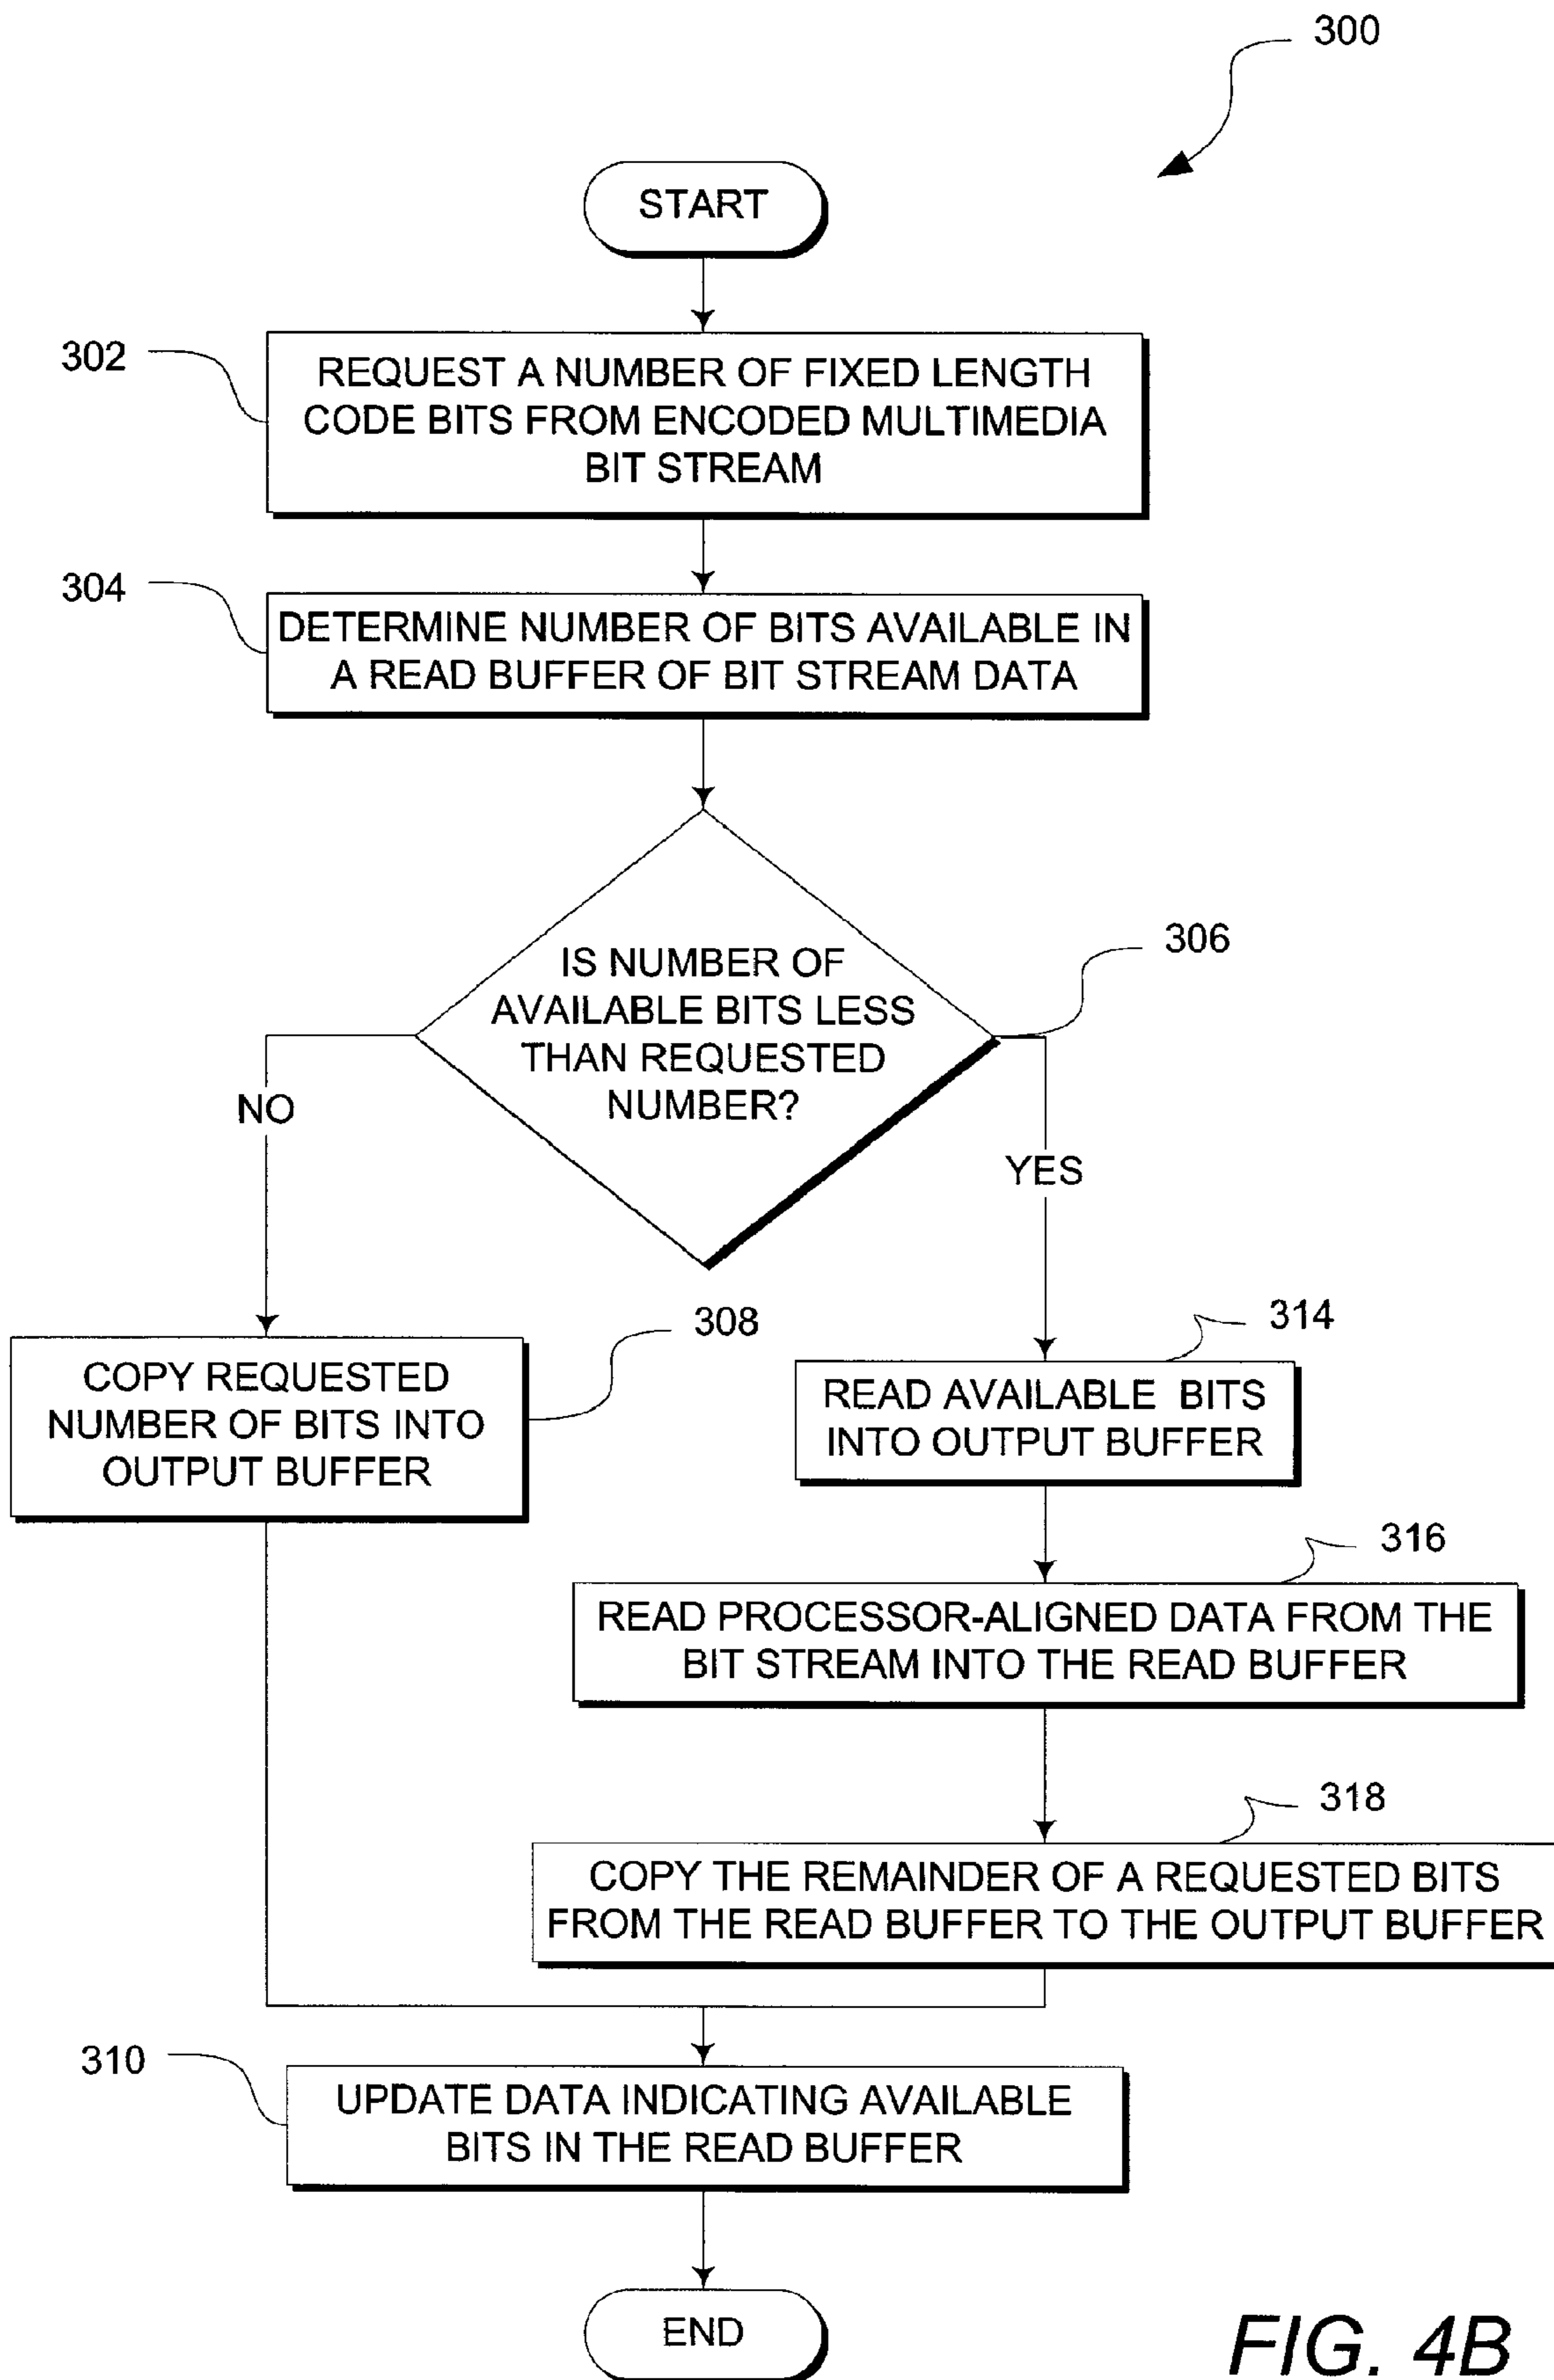 300
START
302
REQUEST A NUMBER OF FIXED LENGTH
CODE BITS FROM ENCODED MULTIMEDIA
BIT STREAM
304
DETERMINE NUMBER OF BITS AVAILABLE IN
A READ BUFFER OF BIT STREAM DATA
306
IS NUMBER OF
AVAILABLE BITS LESS
THAN REQUESTED
NUMBER?
NO
YES
308
COPY REQUESTED
NUMBER OF BITS INTO
OUTPUT BUFFER
314
READ AVAILABLE BITS
INTO OUTPUT BUFFER
316
READ PROCESSOR-ALIGNED DATA FROM THE
BIT STREAM INTO THE READ BUFFER
318
COPY THE REMAINDER OF A REQUESTED BITS
FROM THE READ BUFFER TO THE OUTPUT BUFFER
310
UPDATE DATA INDICATING AVAILABLE
BITS IN THE READ BUFFER
END
FIG. 4B